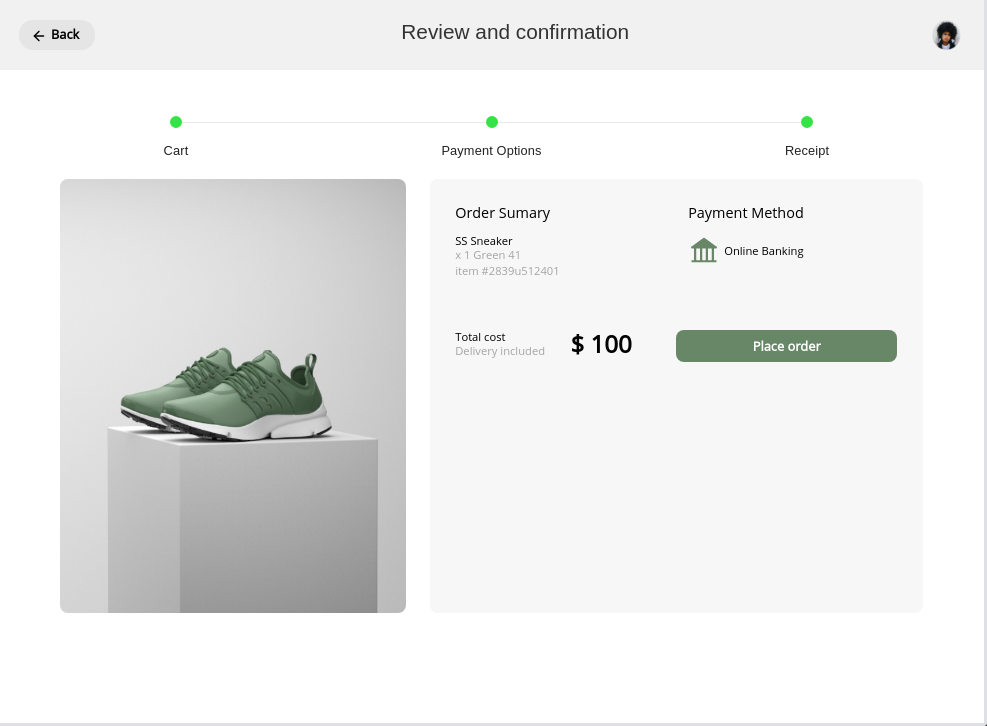 Back
Review and confirmation
Cart
Payment Options
Receipt
Order Sumary
SS Sneaker
x 1 Green 41
item #2839u512401
Total cost
Delivery included
$ 100
Payment Method
Online Banking
Place order